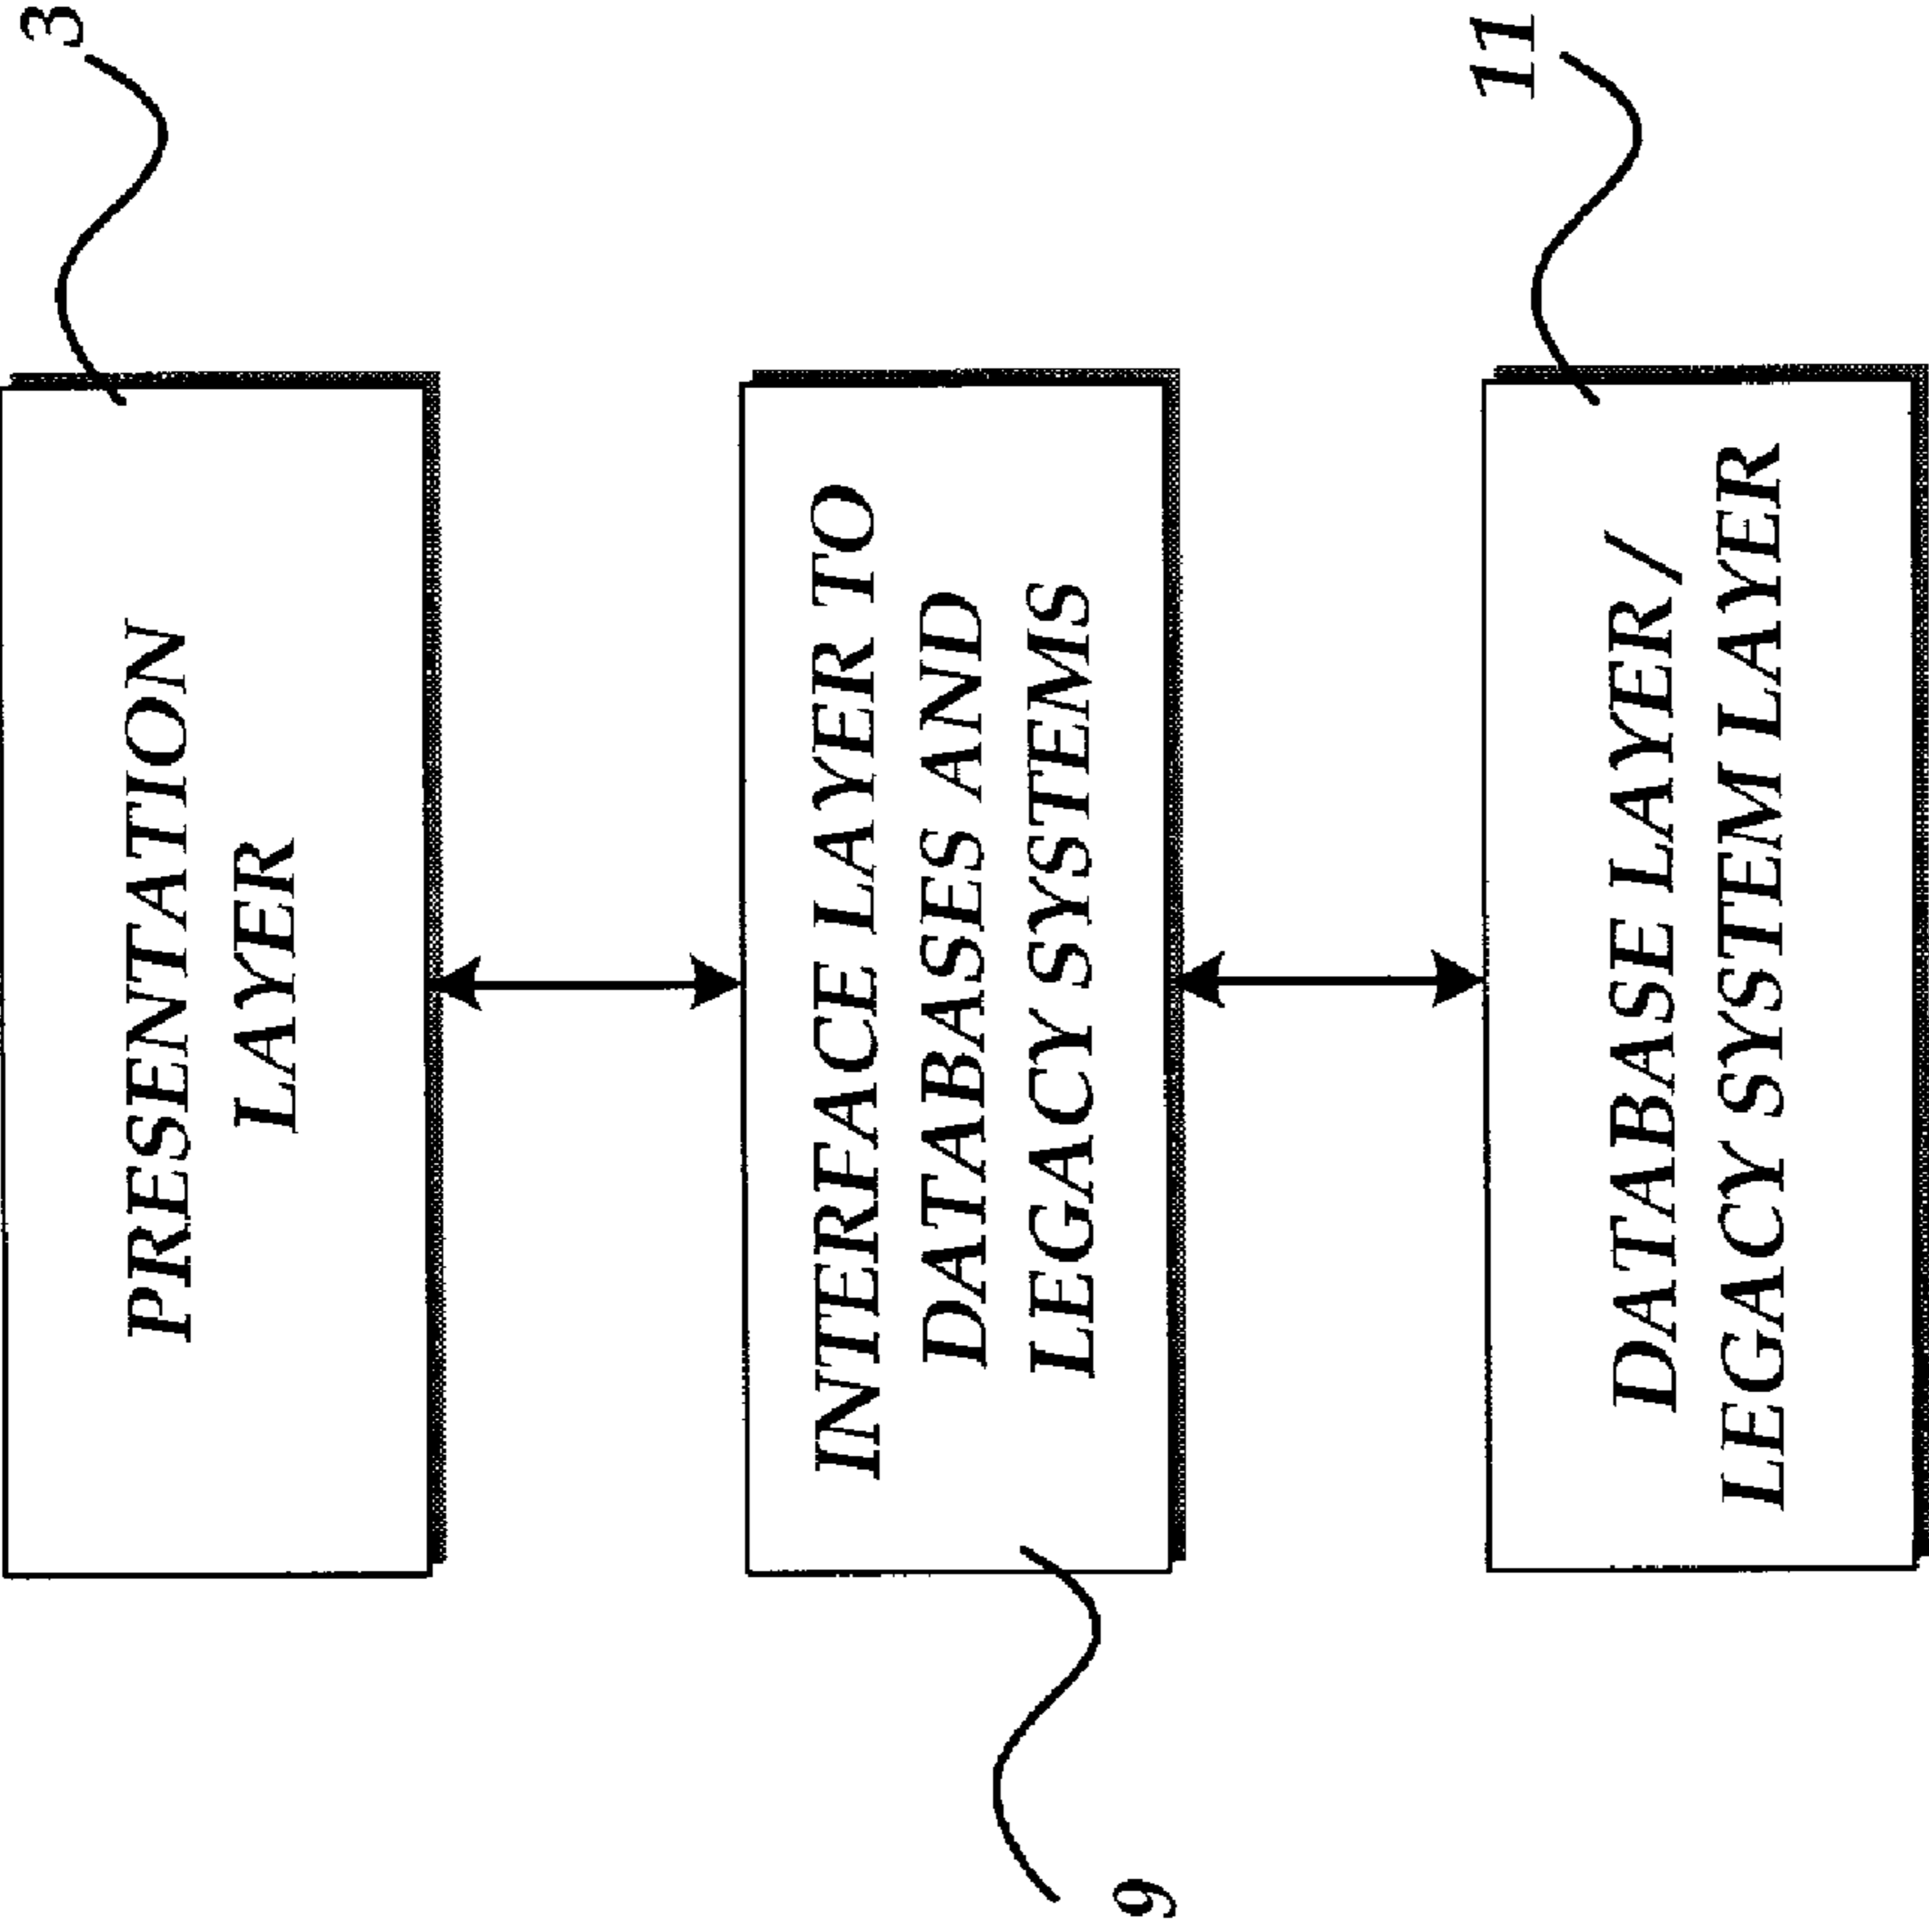 3
PRESENTATION
LAYER
INTERFACE LAYER TO
DATABASES AND
LEGACY SYSTEMS
9
11
DATABASE LAYER/
LEGACY SYSTEM LAYER